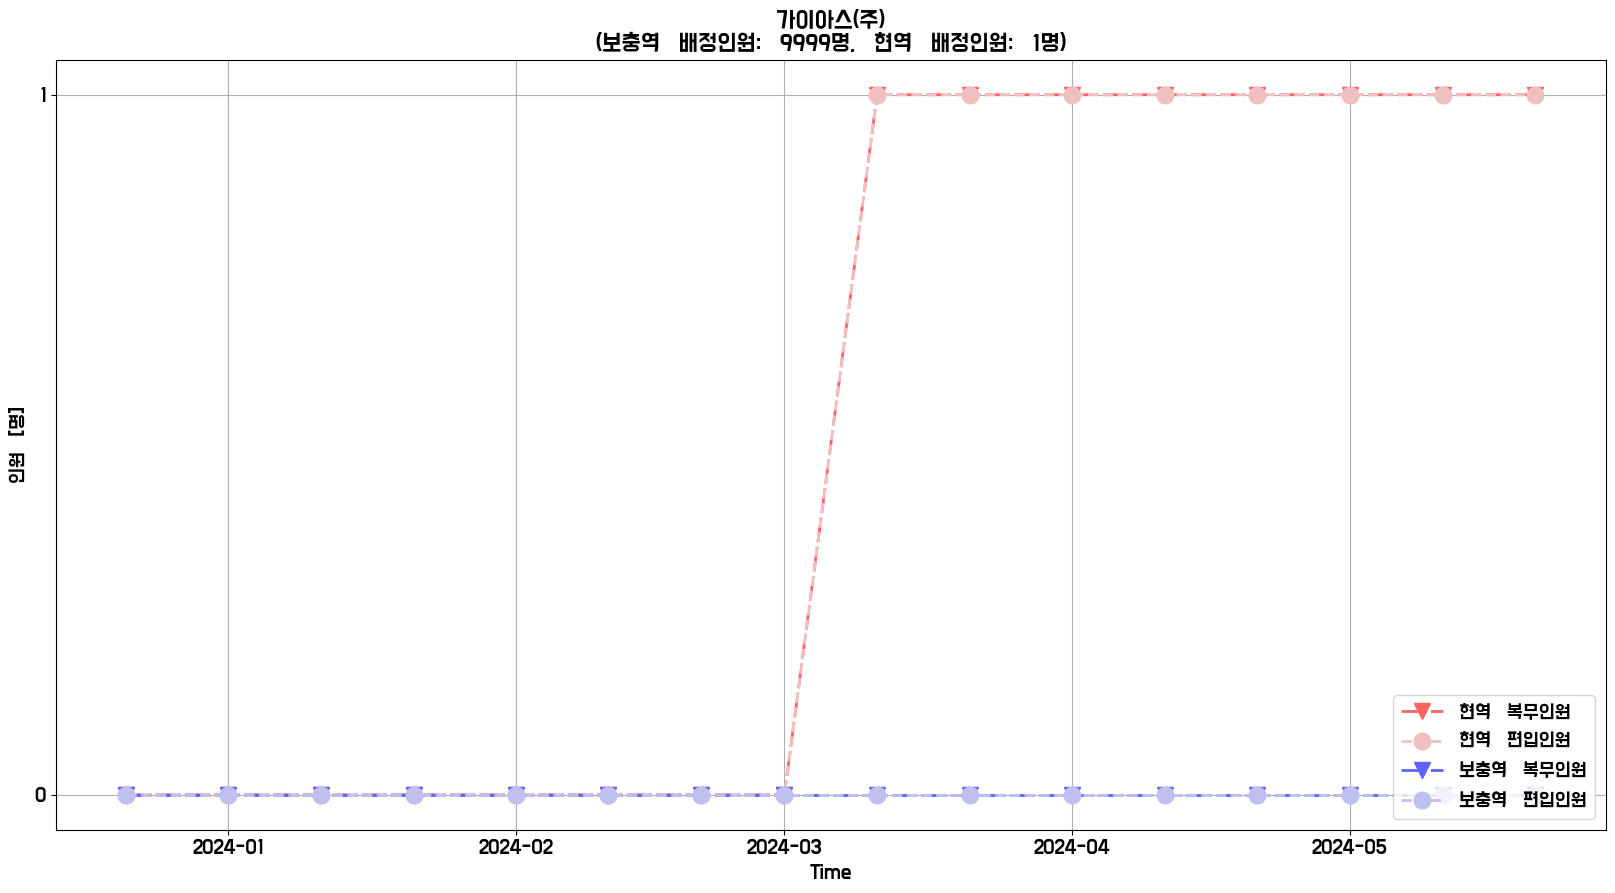 가이아스(주)
(보충역 배정인원: 9999명, 현역 배정인원: 1명)
인원 [명]
1
0
현역 복무인원
현역 편입인원
보충역 복무인원
보충역 편입인원
2024-01 2024-02 2024-03 2024-04 2024-05
Time